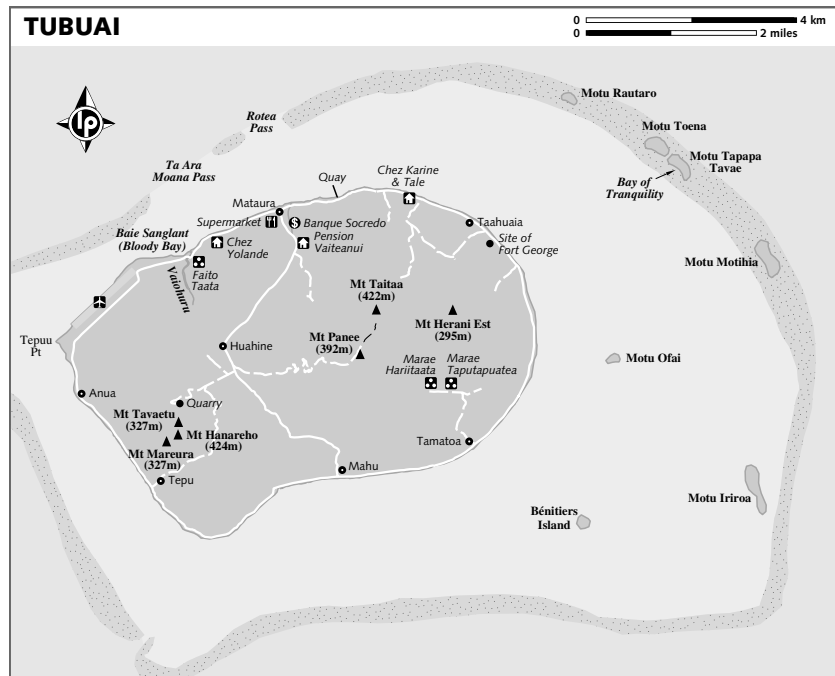 TUBUAI
0 4 km
0 2 miles
lp
Motu Rautaro
Rotea
Pass
Motu Toena
Motu Tapapa
Tavae
Ta Ara
Moana Pass
Quay
Chez Karine
& Tale
Bay of
Tranquility
Mataura
Supermarket
Banque Socredo
Taahuaia
Baie Sanglant
(Bloody Bay)
Chez
Yolande
Pension
Vaiteanui
Site of
Fort George
Vaiohuru
Faito
Taata
Motu Motihia
Mt Taitaa
(422m)
Mt Herani Est
(295m)
Tepuu
Pt
Huahine
Mt Panee
(392m)
Marae
Hariitaata
Marae
Taputapuatea
Motu Ofai
Anua
Quarry
Mt Tavaetu
(327m)
Mt Hanareho
(424m)
Mt Mareura
(327m)
Tamatoa
Tepu
Mahu
Motu Iriroa
Bénitiers
Island